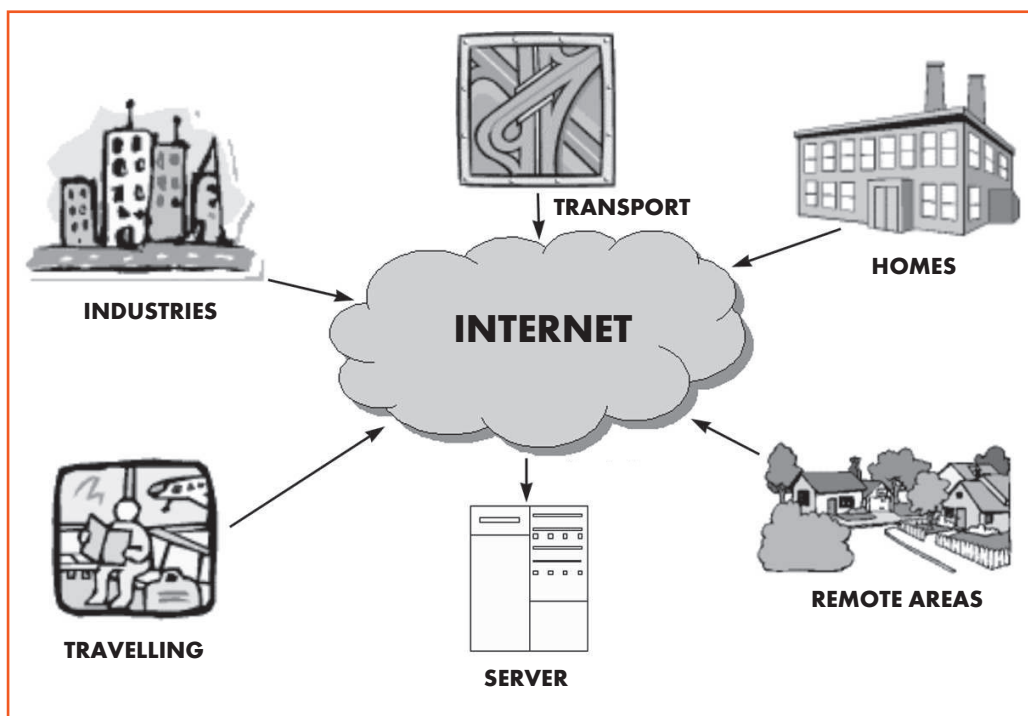 TRANSPORT
HOMES
INDUSTRIES
INTERNET
REMOTE AREAS
TRAVELLING
SERVER